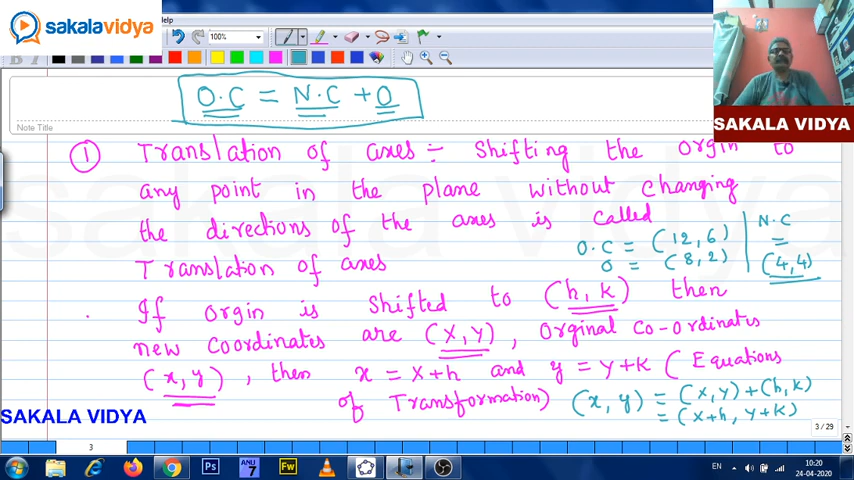 sakalavidya
Help
100%
B I
O.C = N.C + O
Note Title
SAKALA VIDYA
① Translation of axes :- Shifting the orgin to
any point in the plane without changing
the directions of the axes is called
Translation of axes
O.C = (12, 6)
O = (8, 2)
N.C
=
(4, 4)
If orgin is shifted to (h, k) then
new coordinates are (X, Y), orginal co-ordinates
(x, y), then x = X+h and y = Y+K (Equations
of Transformation) (x, y) = (X, Y) + (h, k)
= (X+h, Y+K)
SAKALA VIDYA
3
3 / 29
EN
10:20
24-04-2020